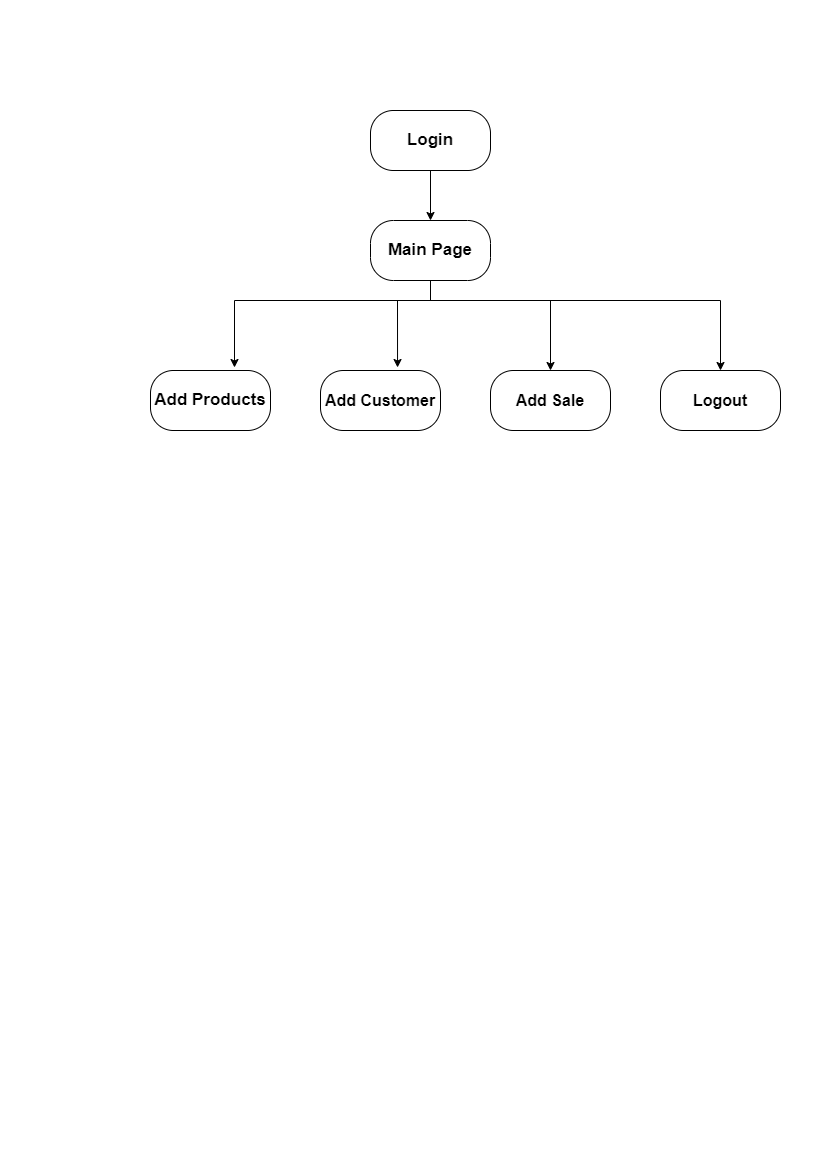 Login
Main Page
Add Products
Add Customer
Add Sale
Logout